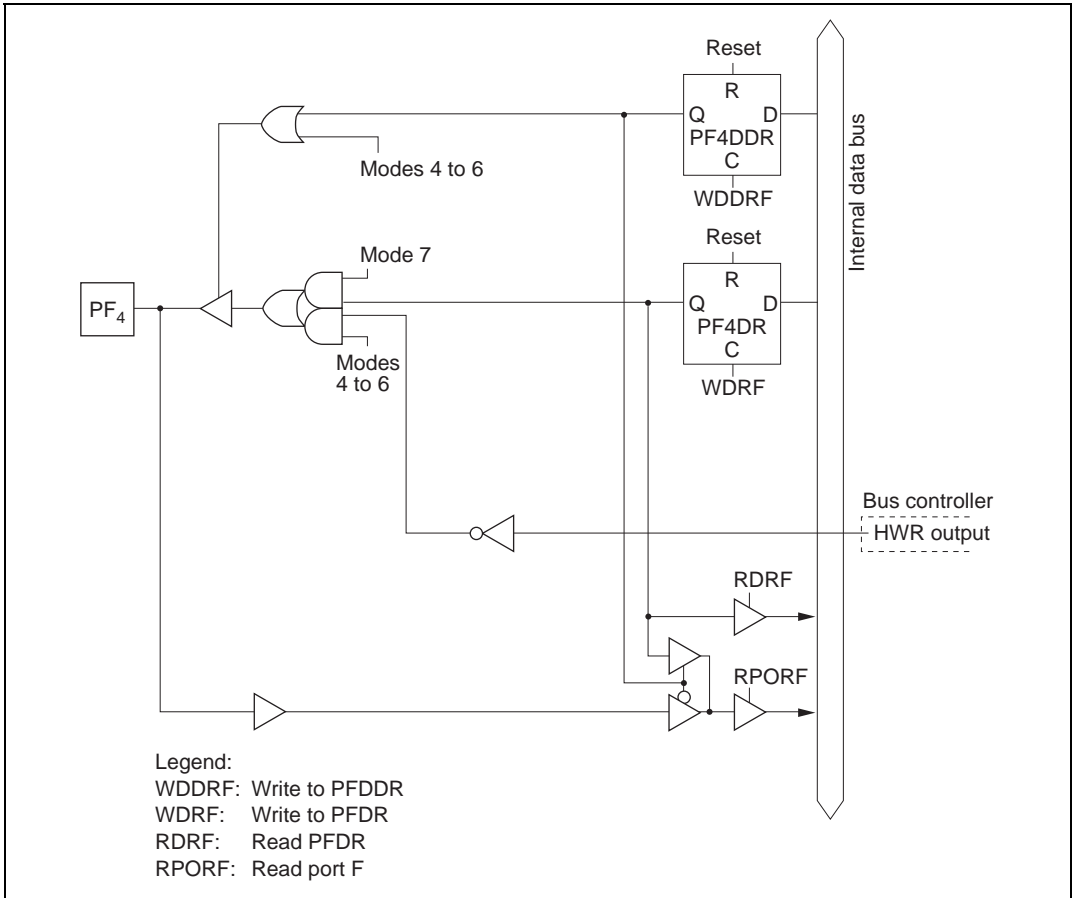 Reset
R
Q D
PF4DDR
C
WDDRF
Modes 4 to 6
Internal data bus
Reset
Mode 7
R
Q D
PF4DR
C
WDRF
PF4
Modes
4 to 6
Bus controller
HWR output
RDRF
RPORF
Legend:
WDDRF: Write to PFDDR
WDRF: Write to PFDR
RDRF: Read PFDR
RPORF: Read port F